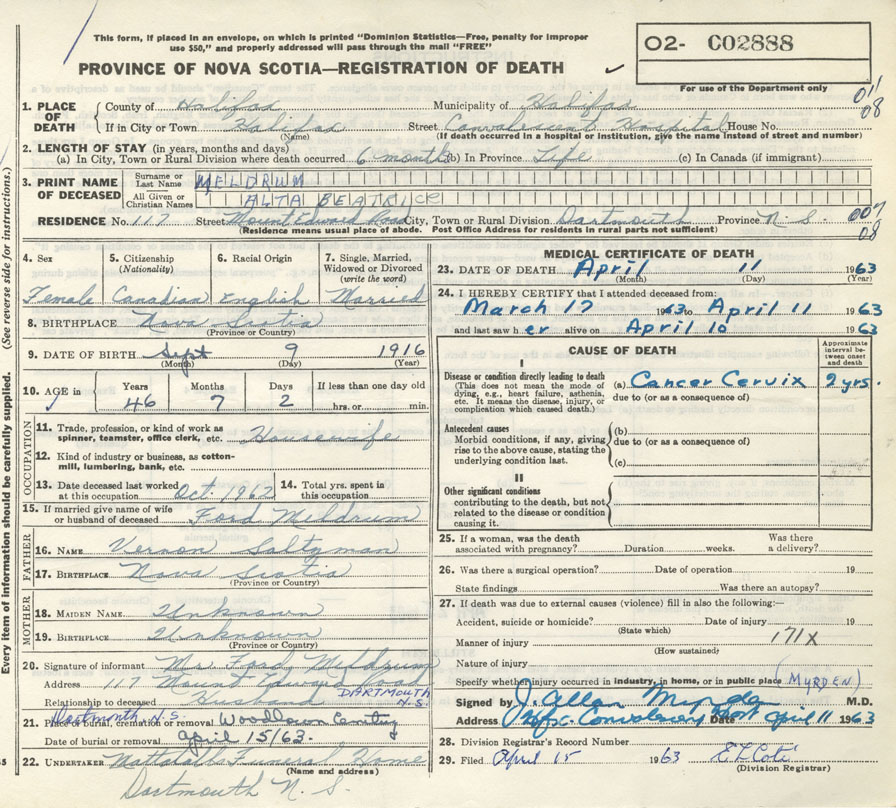 This form, if placed in an envelope, on which is printed "Dominion Statistics—Free, penalty for improper
use $50," and properly addressed will pass through the mail "FREE"
PROVINCE OF NOVA SCOTIA—REGISTRATION OF DEATH ✓
02- C02888
For use of the Department only
011
08
1. PLACE OF DEATH
County of Halifax Municipality of Halifax
If in City or Town Halifax Street Convalescent Hospital House No.
(Name) (If death occurred in a hospital or institution, give the name instead of street and number)
2. LENGTH OF STAY (in years, months and days)
(a) In City, Town or Rural Division where death occurred 6 months (b) In Province Life (c) In Canada (if immigrant)
3. PRINT NAME OF DECEASED
Surname or Last Name MELDRUM
All Given or Christian Names ALTA BEATRICE
RESIDENCE No. 117 Street Mount Edward Road City, Town or Rural Division Dartmouth Province N S.
(Residence means usual place of abode. Post Office Address for residents in rural parts not sufficient)
08
(See reverse side for instructions.)
Every item of information should be carefully supplied.
4. Sex 5. Citizenship (Nationality) 6. Racial Origin 7. Single, Married, Widowed or Divorced (write the word)
Female Canadian English Married
8. BIRTHPLACE Nova Scotia
(Province or Country)
9. DATE OF BIRTH Sept 9 1916
(Month) (Day) (Year)
10. AGE in Years Months Days If less than one day old
46 7 2 hrs. or min.
OCCUPATION
11. Trade, profession, or kind of work as spinner, teamster, office clerk, etc. Housewife
12. Kind of industry or business, as cotton-mill, lumbering, bank, etc.
13. Date deceased last worked at this occupation Oct. 1962 14. Total yrs. spent in this occupation
15. If married give name of wife or husband of deceased Ford Meldrum
FATHER
16. NAME Vernon Saltzman
17. BIRTHPLACE Nova Scotia
(Province or Country)
MOTHER
18. MAIDEN NAME Unknown
19. BIRTHPLACE Unknown
(Province or Country)
20. Signature of informant Mr. Ford Meldrum
Address 117 Mount Edward Road
DARTMOUTH N.S.
Relationship to deceased Husband
Dartmouth N.S.
21. Place of burial, cremation or removal Woodlawn Cemetery
Date of burial or removal April 15/63.
22. UNDERTAKER Mattatalls Funeral Home
(Name and address)
Dartmouth N. S.
MEDICAL CERTIFICATE OF DEATH
23. DATE OF DEATH April 11 1963
(Month) (Day) (Year)
24. I HEREBY CERTIFY that I attended deceased from:
March 17 1963 to April 11 1963
and last saw her alive on April 10 1963
CAUSE OF DEATH
Approximate interval between onset and death
I
Disease or condition directly leading to death (a) Cancer Cervix 2 yrs.
(This does not mean the mode of dying, e.g., heart failure, asthenia, etc. It means the disease, injury, or complication which caused death.)
due to (or as a consequence of)
Antecedent causes
Morbid conditions, if any, giving rise to the above cause, stating the underlying condition last.
(b)
due to (or as a consequence of)
(c)
II
Other significant conditions
contributing to the death, but not related to the disease or condition causing it.
25. If a woman, was the death associated with pregnancy? Duration weeks. Was there a delivery?
26. Was there a surgical operation? Date of operation 19
State findings Was there an autopsy?
27. If death was due to external causes (violence) fill in also the following:—
Accident, suicide or homicide? Date of injury 19
(State which)
Manner of injury 171X
(How sustained)
Nature of injury
Specify whether injury occurred in industry, in home, or in public place (MYRDEN)
Signed by J. Allan Myrden M.D.
Address Hfx. Convalescent Hosp Date April 11 1963
28. Division Registrar's Record Number
29. Filed April 15 1963
(Division Registrar)